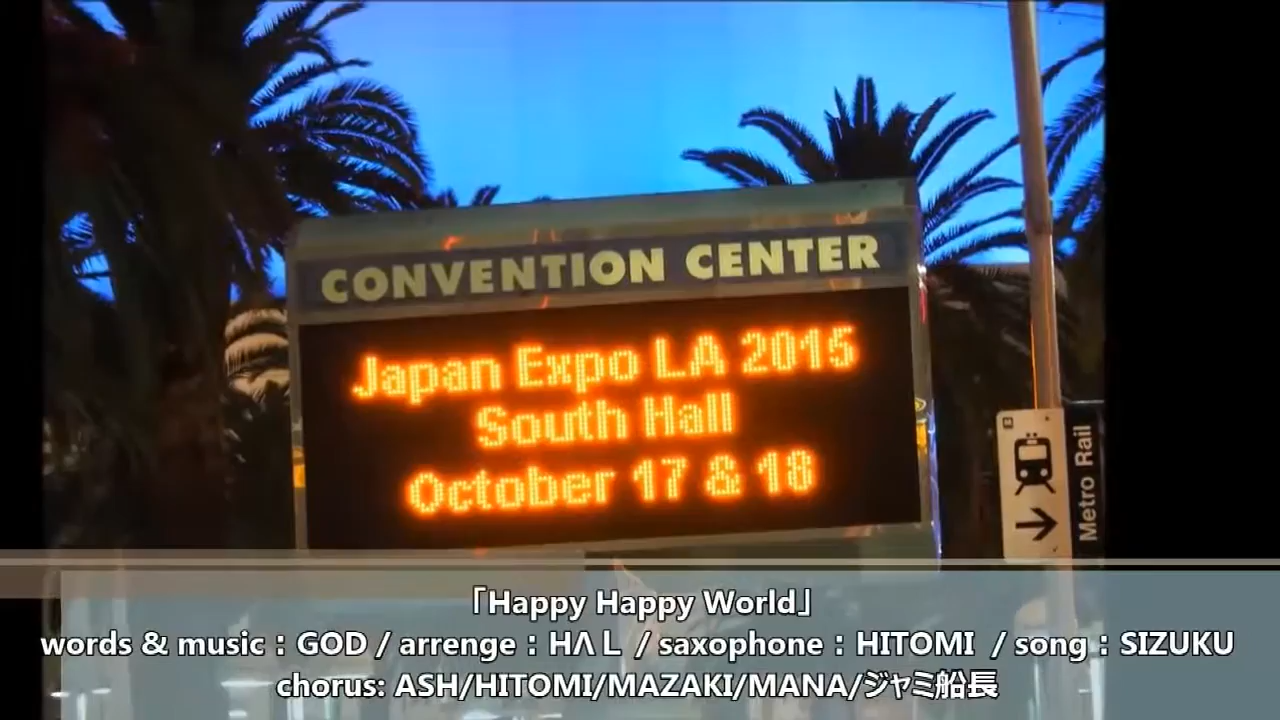 CONVENTION CENTER
Japan Expo LA 2015
South Hall
October 17 & 18
Metro Rail
「Happy Happy World」
words & music：GOD / arrenge：HΛＬ / saxophone：HITOMI / song：SIZUKU
chorus: ASH/HITOMI/MAZAKI/MANA/ジャミ船長